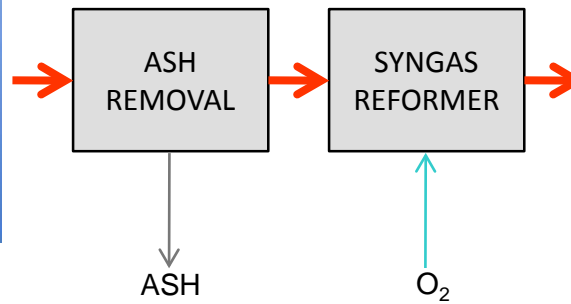 ASH
REMOVAL
SYNGAS
REFORMER
ASH
O₂